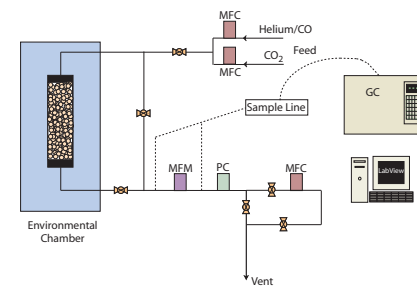 MFC
Helium/CO
Feed
CO2
MFC
GC
Sample Line
LabView
MFM
PC
MFC
Environmental
Chamber
Vent